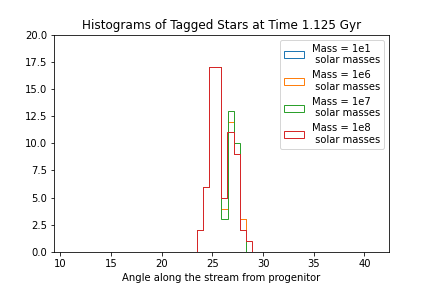 Histograms of Tagged Stars at Time 1.125 Gyr
20.0
17.5
15.0
12.5
10.0
7.5
5.0
2.5
0.0
Mass = 1e1
solar masses
Mass = 1e6
solar masses
Mass = 1e7
solar masses
Mass = 1e8
solar masses
10 15 20 25 30 35 40
Angle along the stream from progenitor